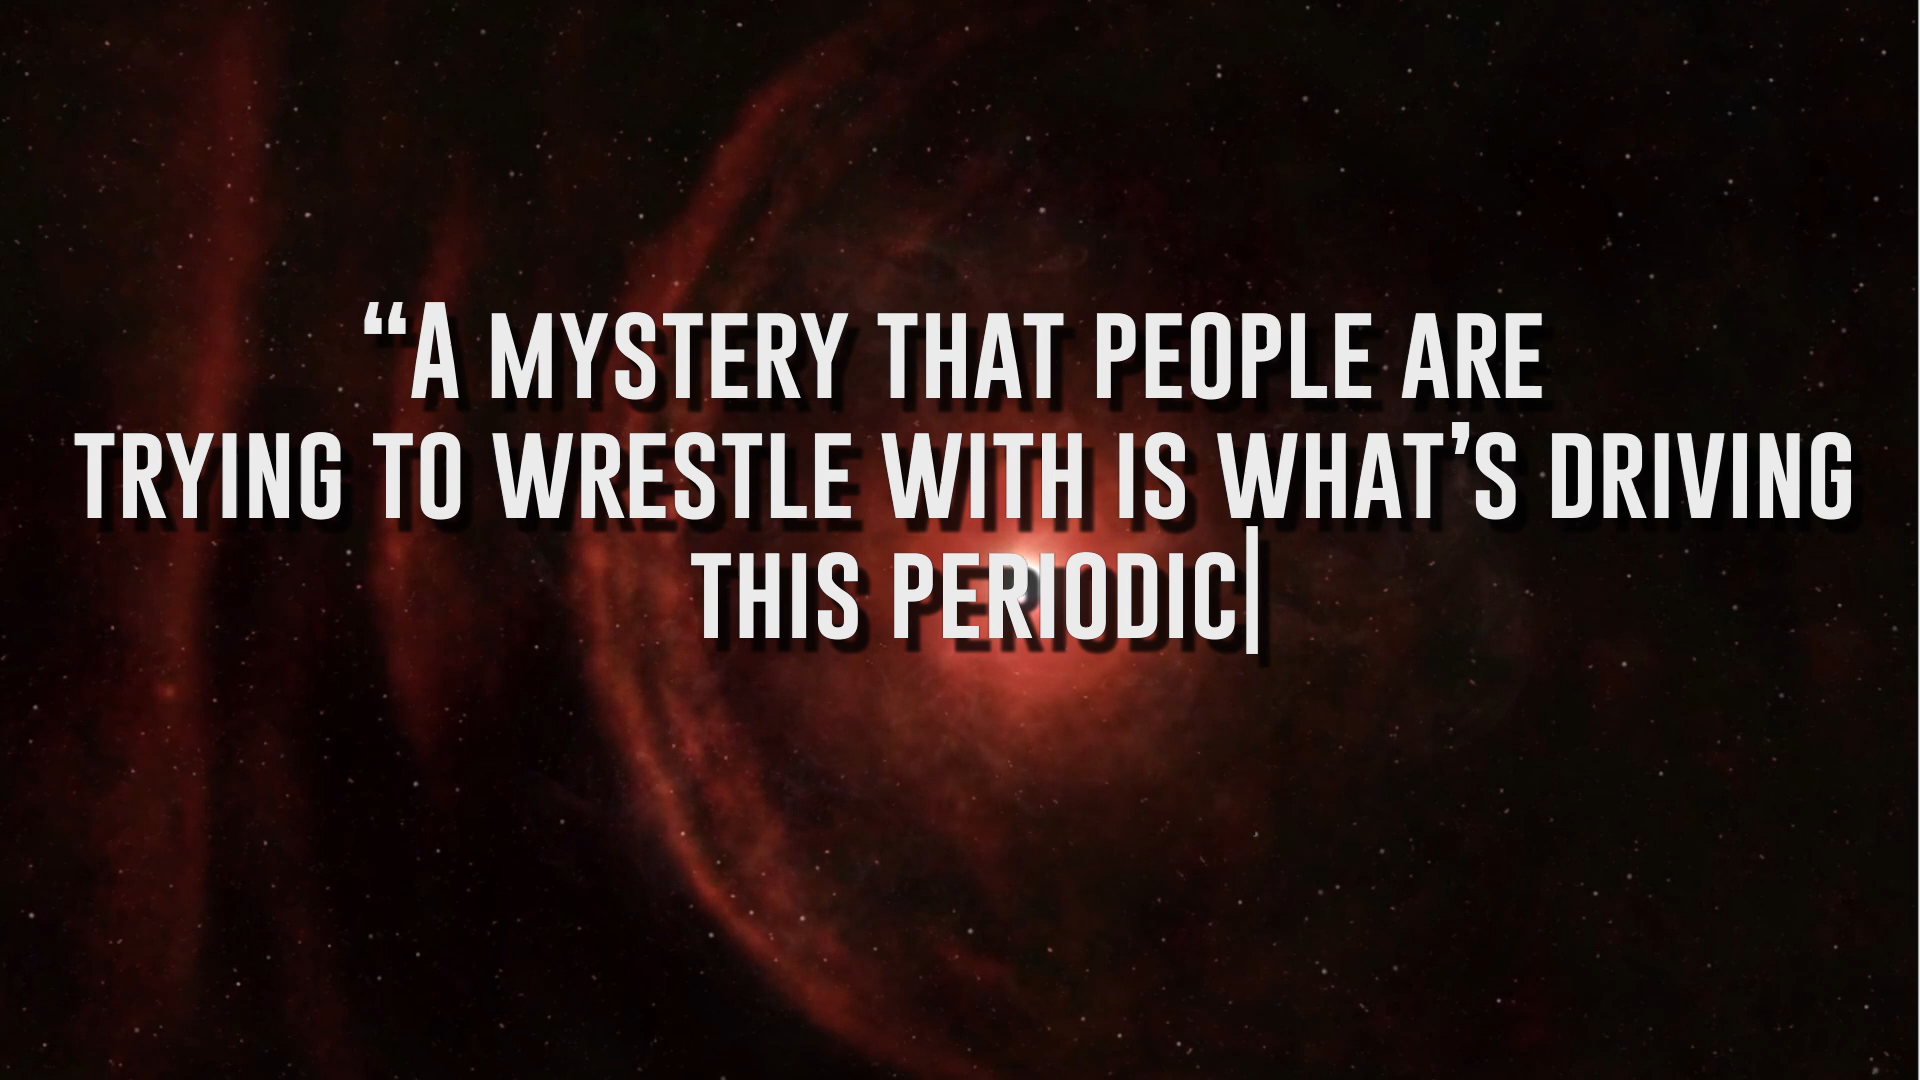 “A MYSTERY THAT PEOPLE ARE
TRYING TO WRESTLE WITH IS WHAT’S DRIVING
THIS PERIODIC